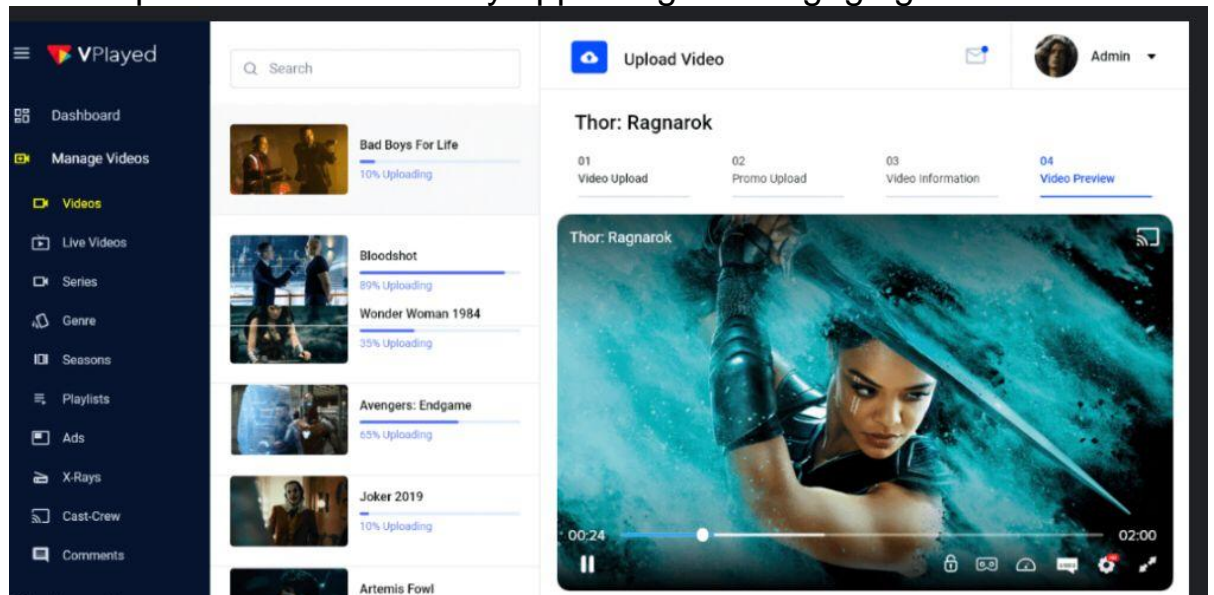 VPlayed
Dashboard
Manage Videos
Videos
Live Videos
Series
Genre
Seasons
Playlists
Ads
X-Rays
Cast-Crew
Comments
Search
Bad Boys For Life
10% Uploading
Bloodshot
89% Uploading
Wonder Woman 1984
35% Uploading
Avengers: Endgame
65% Uploading
Joker 2019
10% Uploading
Artemis Fowl
Upload Video
Admin
Thor: Ragnarok
01 02 03 04
Video Upload Promo Upload Video Information Video Preview
Thor: Ragnarok
00:24 02:00